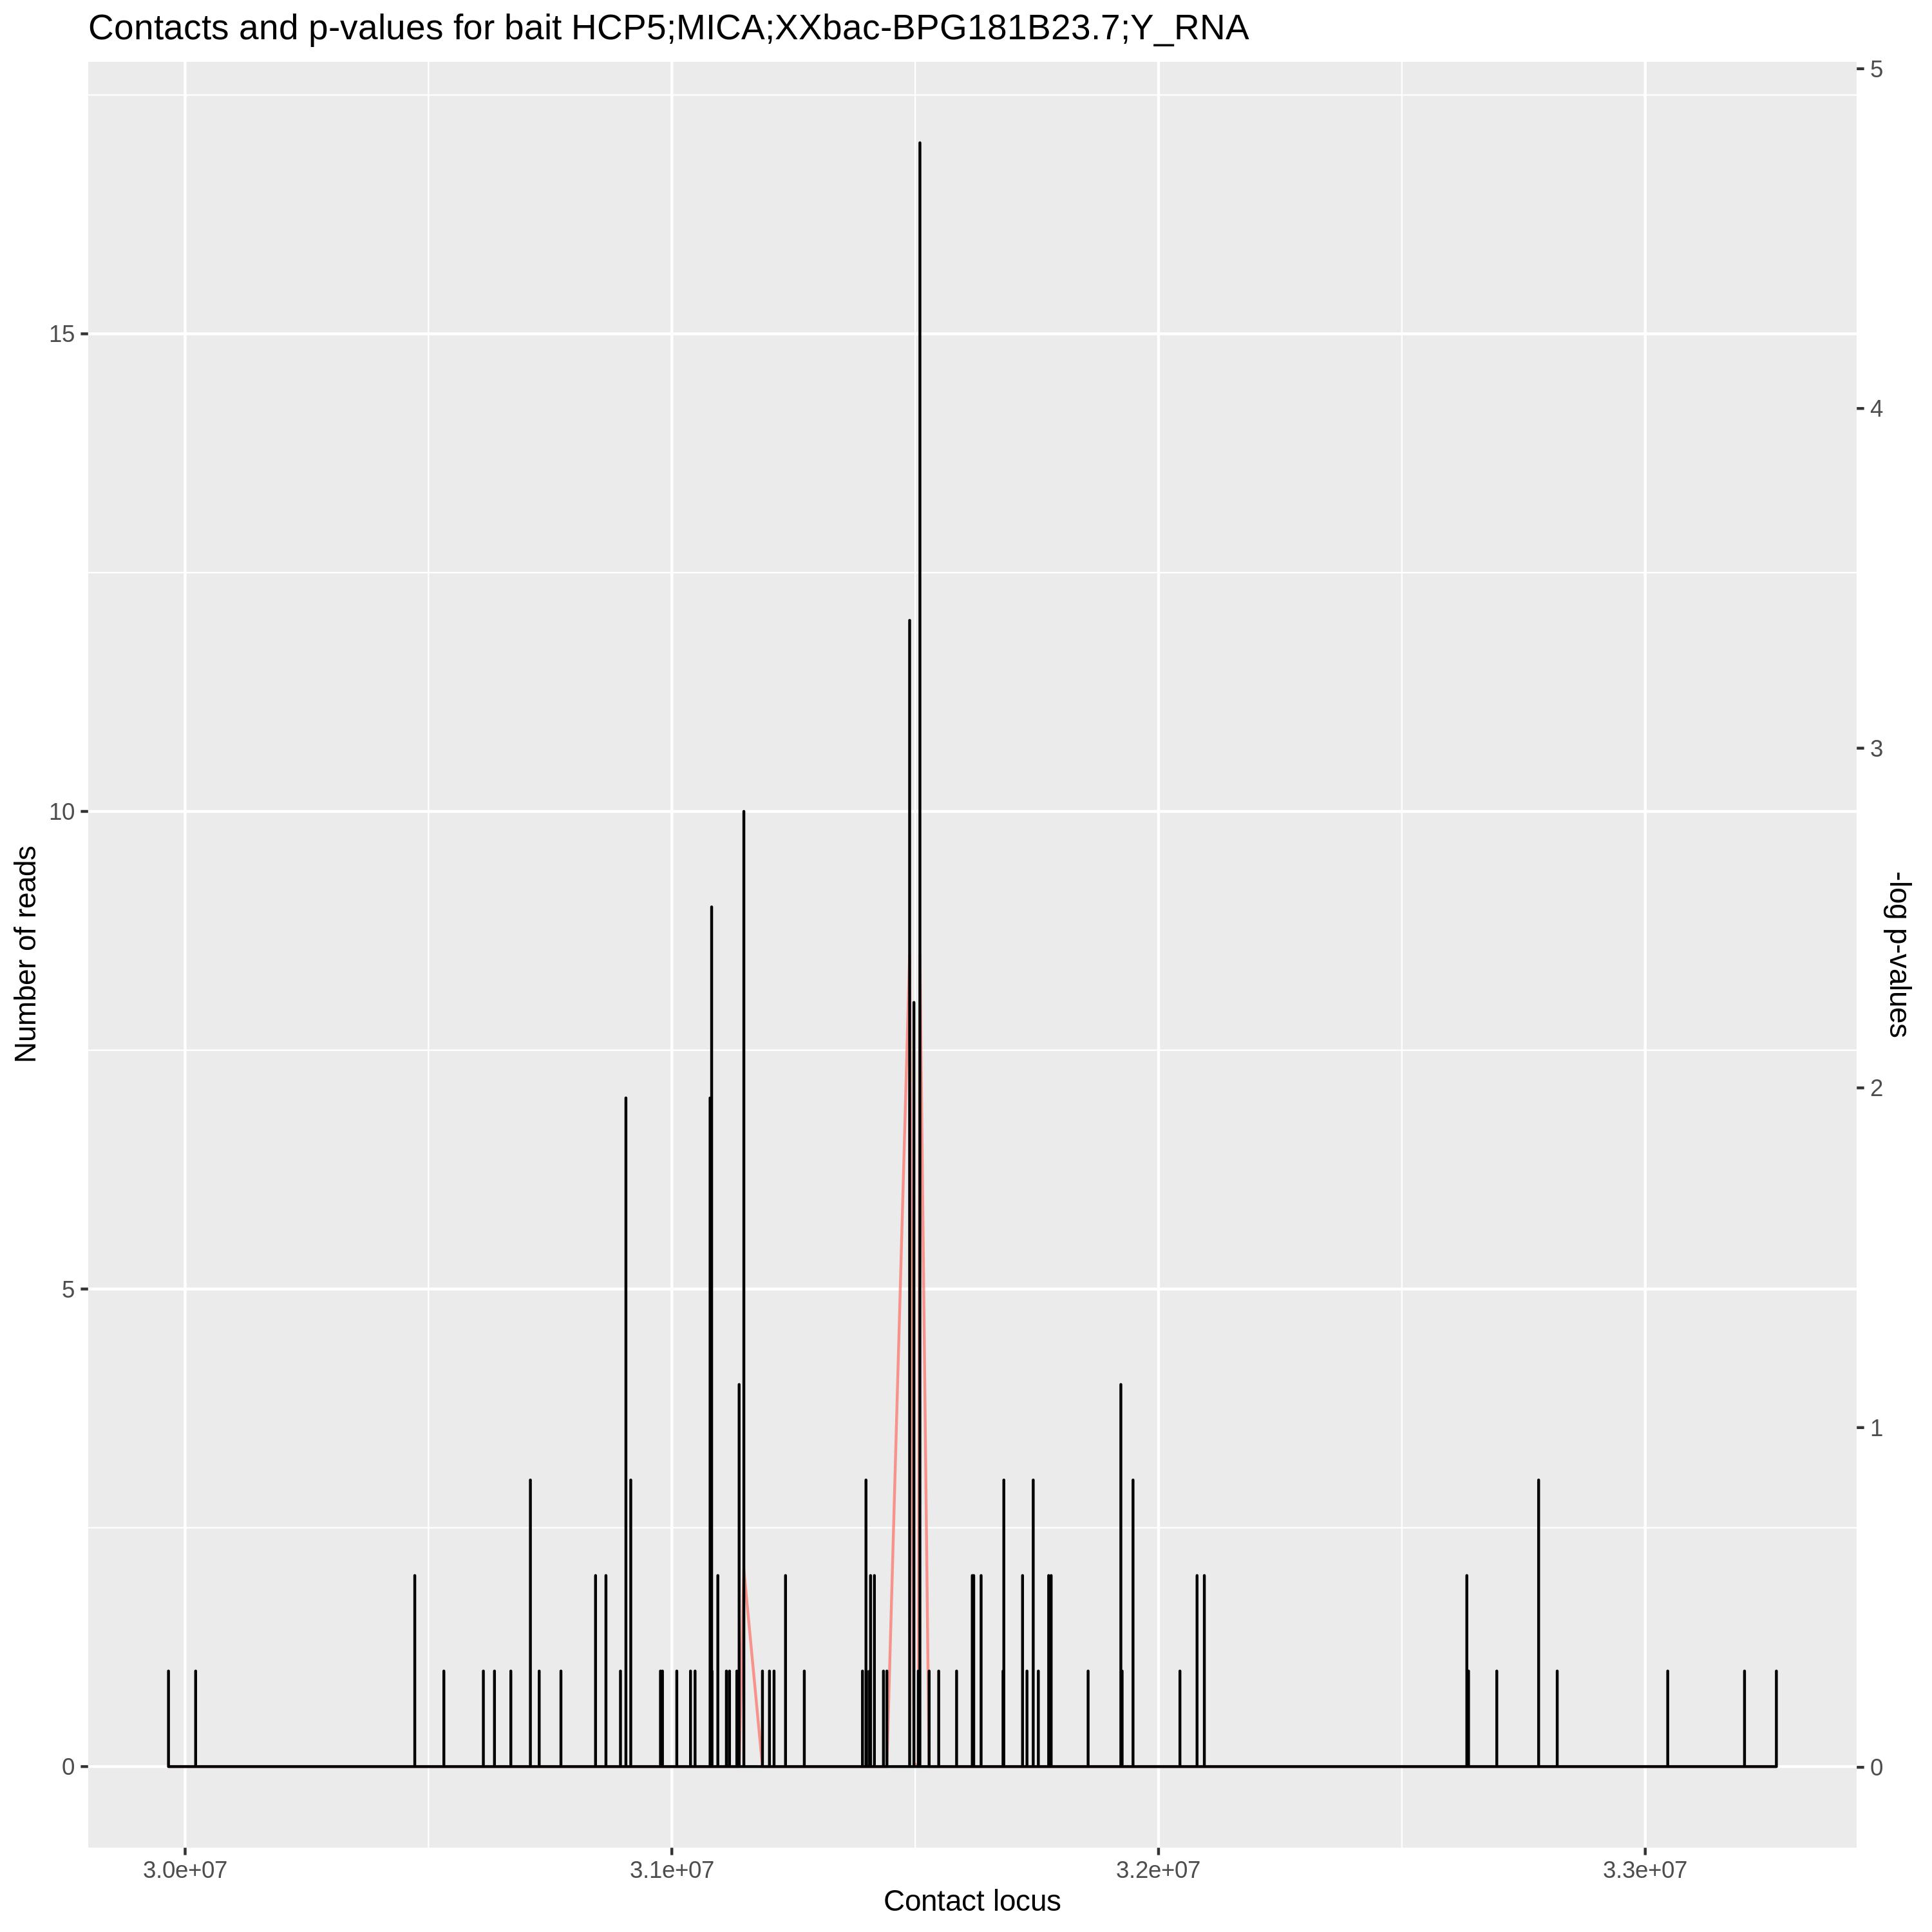 Contacts and p-values for bait HCP5;MICA;XXbac-BPG181B23.7;Y_RNA
5
15
4
3
10
Number of reads
-log p-values
2
5
1
0
0
3.0e+07
3.1e+07
3.2e+07
3.3e+07
Contact locus